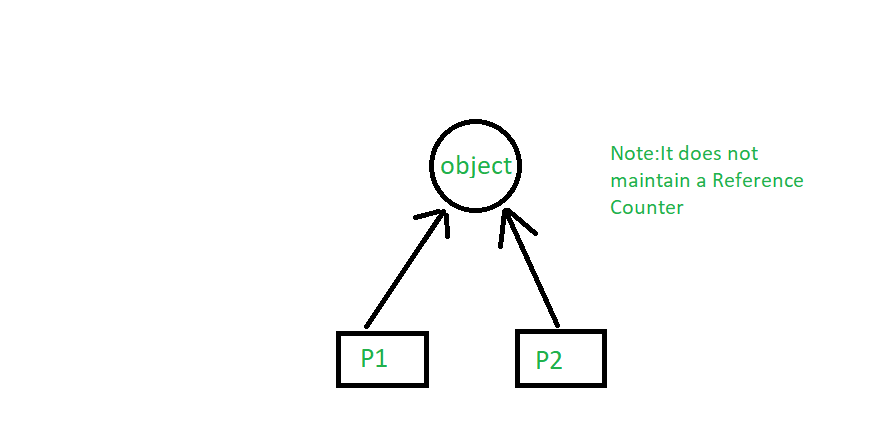 object
Note:It does not
maintain a Reference
Counter
P1
P2